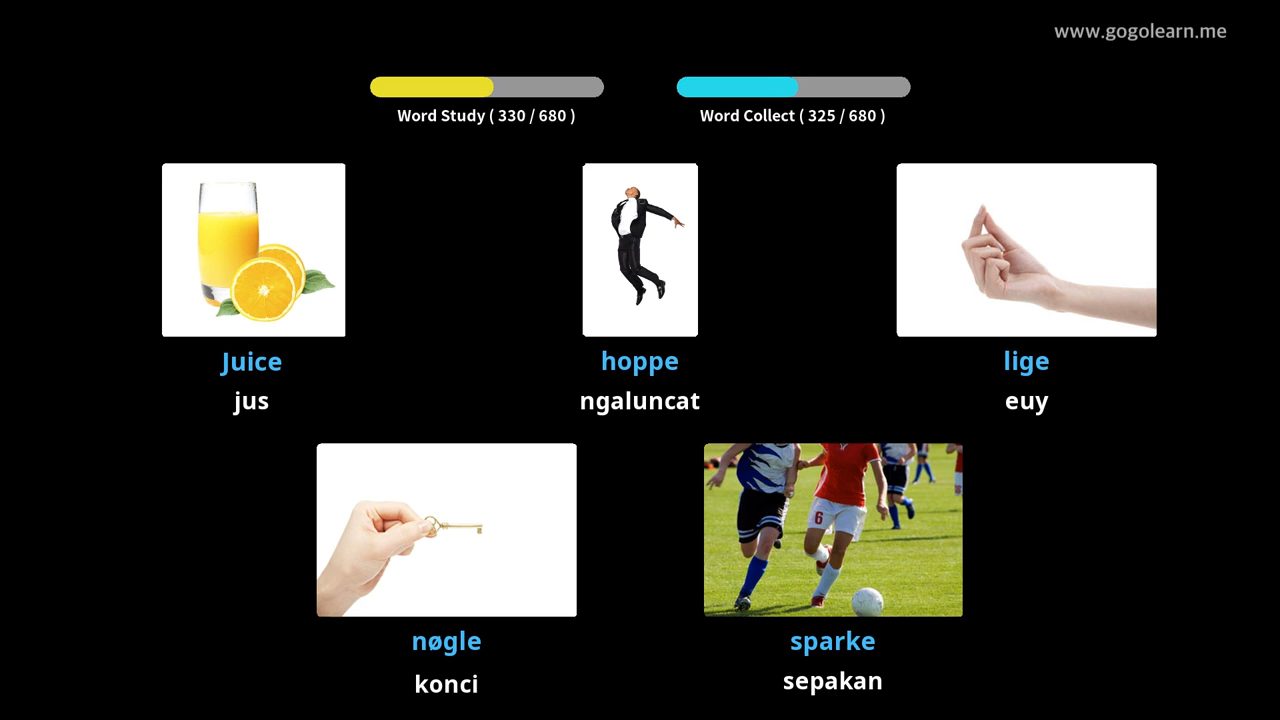 www.gogolearn.me
Word Study ( 330 / 680 )
Word Collect ( 325 / 680 )
Juice
hoppe
lige
jus
ngaluncat
euy
6
nøgle
sparke
konci
sepakan